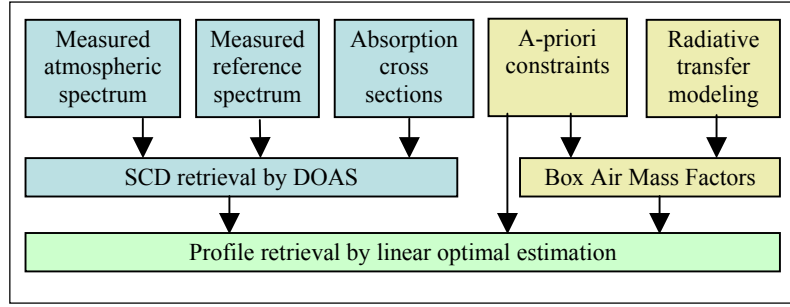 Measured
atmospheric
spectrum
Measured
reference
spectrum
Absorption
cross
sections
A-priori
constraints
Radiative
transfer
modeling
SCD retrieval by DOAS
Box Air Mass Factors
Profile retrieval by linear optimal estimation